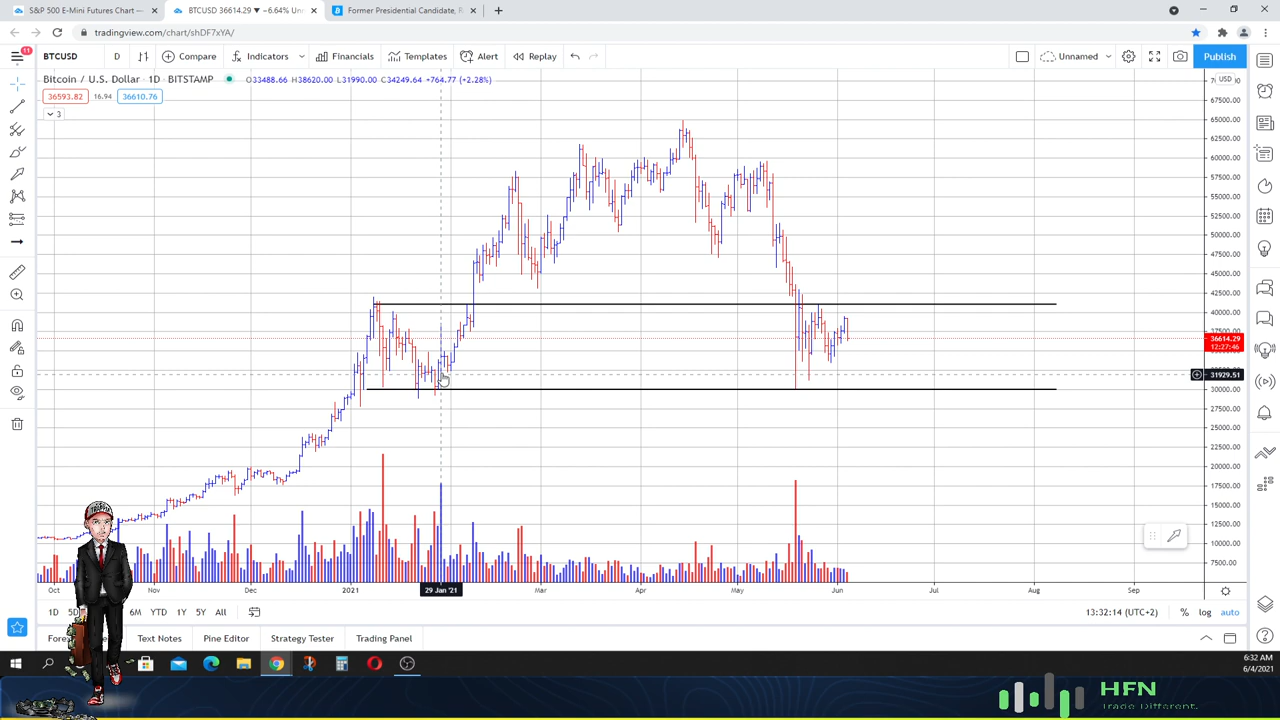 S&P 500 E-Mini Futures Chart —
BTCUSD 36614.29 ▼ −6.64% Un
Former Presidential Candidate, R
tradingview.com/chart/shDF7xYA/
11
BTCUSD D Compare Indicators Financials Templates Alert Replay Unnamed Publish
Bitcoin / U.S. Dollar · 1D · BITSTAMP O33488.66 H38620.00 L31990.00 C34249.64 +764.77 (+2.28%)
USD
36593.82 16.94 36610.76
3
67500.00
65000.00
62500.00
60000.00
57500.00
55000.00
52500.00
50000.00
47500.00
45000.00
42500.00
40000.00
37500.00
36614.29
12:27:46
31929.51
30000.00
27500.00
25000.00
22500.00
20000.00
17500.00
15000.00
12500.00
10000.00
7500.00
Oct Nov Dec 2021 29 Jan '21 Mar Apr May Jun Jul Aug Sep
1D 5D 6M YTD 1Y 5Y All 13:32:14 (UTC+2) % log auto
Text Notes Pine Editor Strategy Tester Trading Panel
6:32 AM
6/4/2021
HFN
Trade Different.